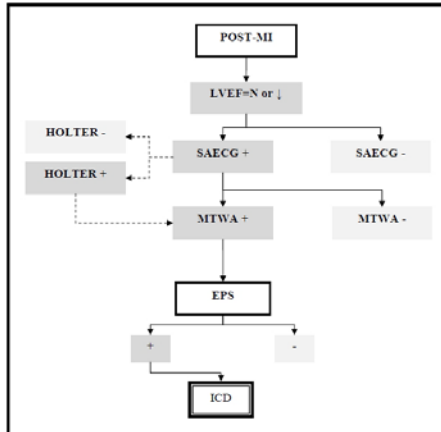 POST-MI
LVEF=N or ↓
HOLTER -
SAECG +
SAECG -
HOLTER +
MTWA +
MTWA -
EPS
+
-
ICD